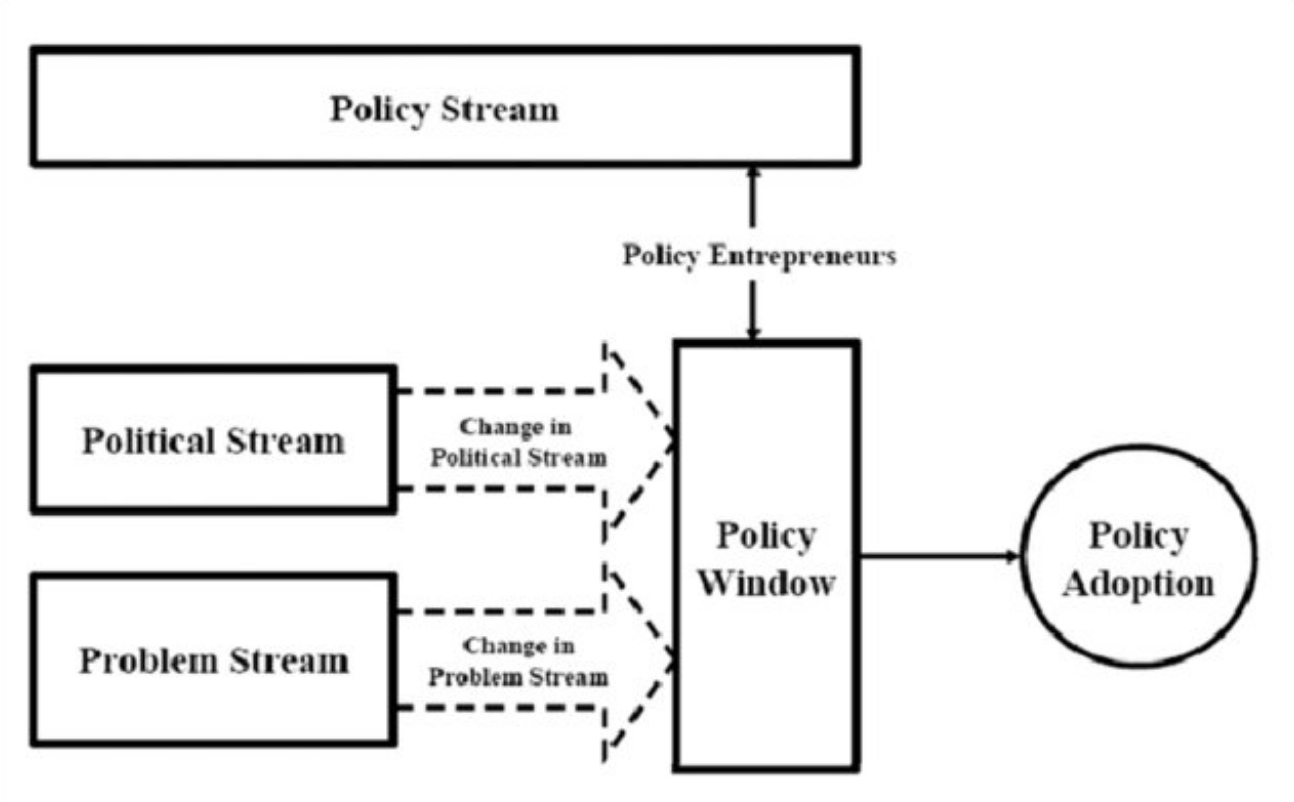 Policy Stream
Policy Entrepreneurs
Political Stream
Change in
Political Stream
Problem Stream
Change in
Problem Stream
Policy
Window
Policy
Adoption